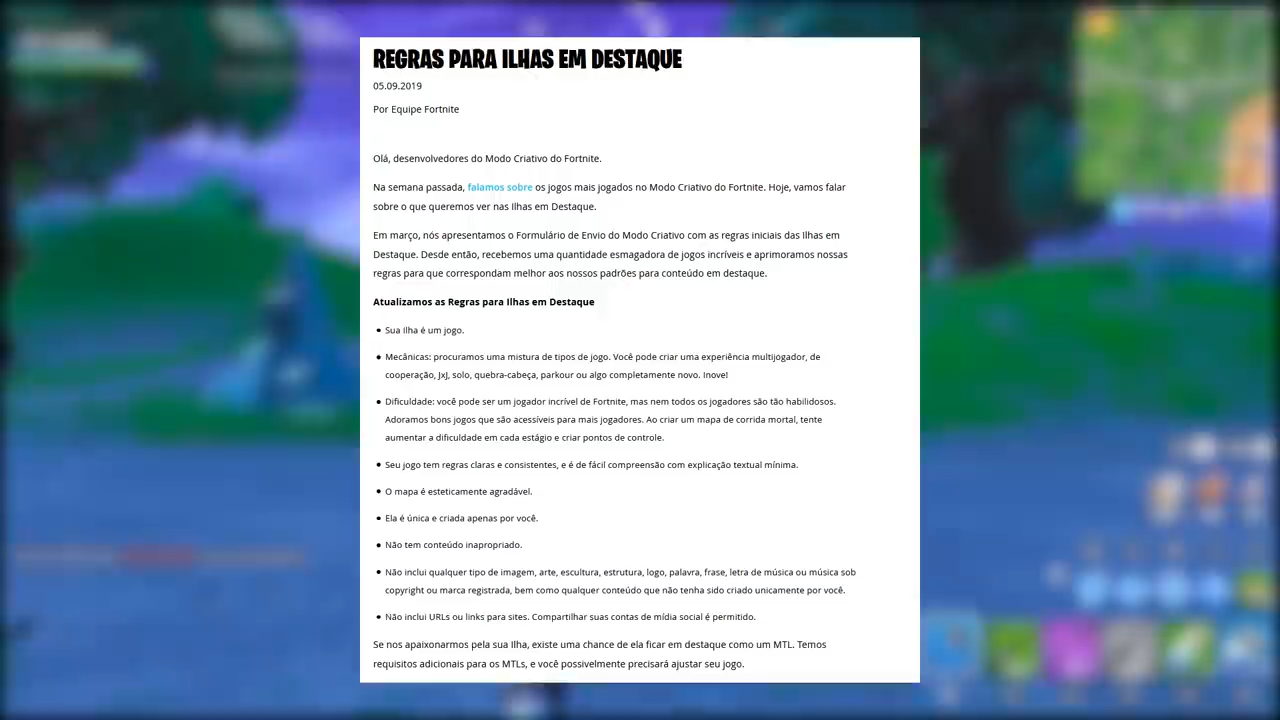 REGRAS PARA ILHAS EM DESTAQUE
05.09.2019
Por Equipe Fortnite
Olá, desenvolvedores do Modo Criativo do Fortnite.
Na semana passada, falamos sobre os jogos mais jogados no Modo Criativo do Fortnite. Hoje, vamos falar
sobre o que queremos ver nas Ilhas em Destaque.
Em março, nós apresentamos o Formulário de Envio do Modo Criativo com as regras iniciais das Ilhas em
Destaque. Desde então, recebemos uma quantidade esmagadora de jogos incríveis e aprimoramos nossas
regras para que correspondam melhor aos nossos padrões para conteúdo em destaque.
Atualizamos as Regras para Ilhas em Destaque
• Sua Ilha é um jogo.
• Mecânicas: procuramos uma mistura de tipos de jogo. Você pode criar uma experiência multijogador, de
cooperação, JxJ, solo, quebra-cabeça, parkour ou algo completamente novo. Inove!
• Dificuldade: você pode ser um jogador incrível de Fortnite, mas nem todos os jogadores são tão habilidosos.
Adoramos bons jogos que são acessíveis para mais jogadores. Ao criar um mapa de corrida mortal, tente
aumentar a dificuldade em cada estágio e criar pontos de controle.
• Seu jogo tem regras claras e consistentes, e é de fácil compreensão com explicação textual mínima.
• O mapa é esteticamente agradável.
• Ela é única e criada apenas por você.
• Não tem conteúdo inapropriado.
• Não inclui qualquer tipo de imagem, arte, escultura, estrutura, logo, palavra, frase, letra de música ou música sob
copyright ou marca registrada, bem como qualquer conteúdo que não tenha sido criado unicamente por você.
• Não inclui URLs ou links para sites. Compartilhar suas contas de mídia social é permitido.
Se nos apaixonarmos pela sua Ilha, existe uma chance de ela ficar em destaque como um MTL. Temos
requisitos adicionais para os MTLs, e você possivelmente precisará ajustar seu jogo.